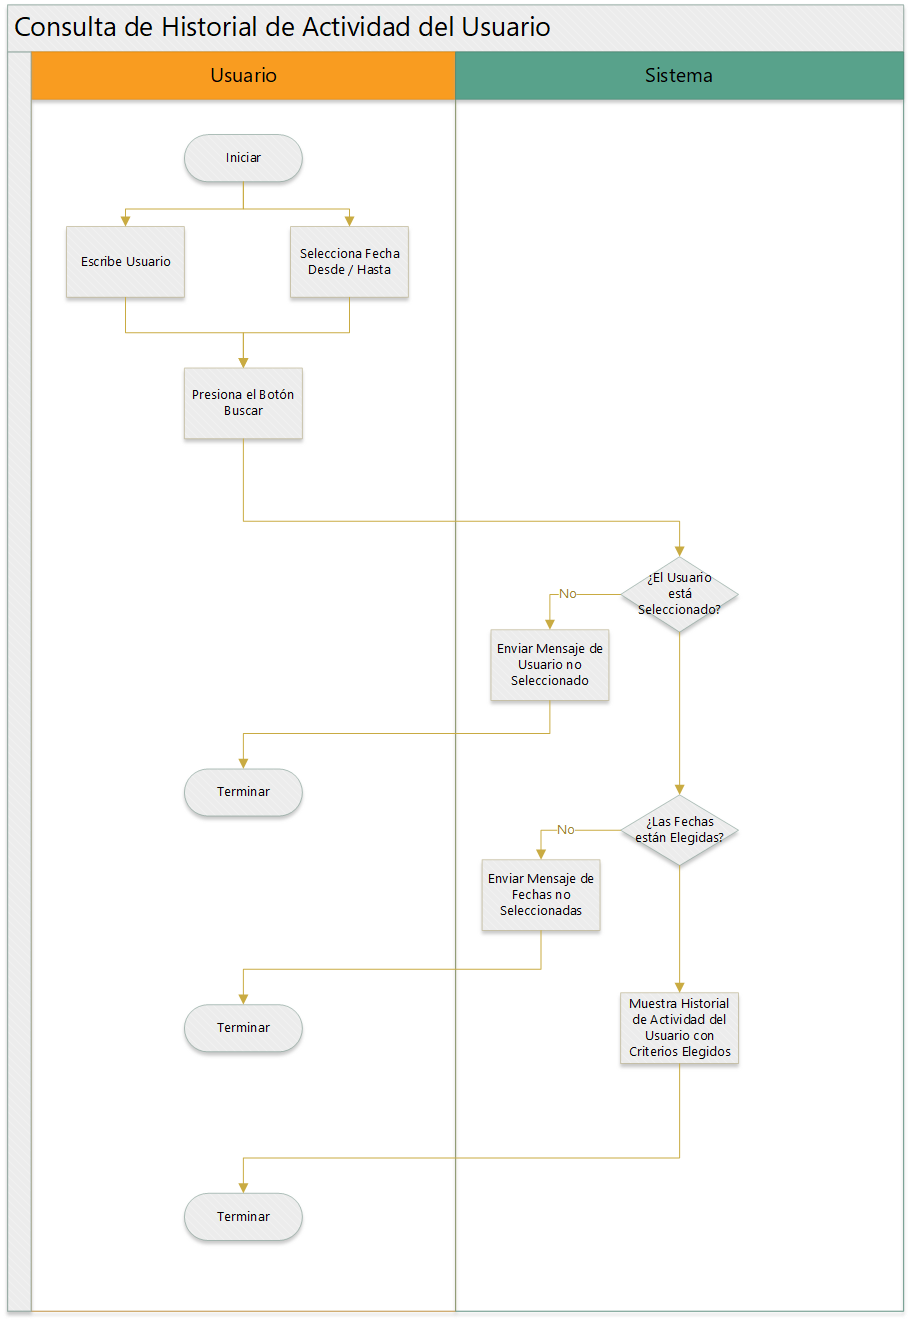 Consulta de Historial de Actividad del Usuario
Usuario
Sistema
Iniciar
Escribe Usuario
Selecciona Fecha
Desde / Hasta
Presiona el Botón
Buscar
¿El Usuario
está
Seleccionado?
No
Enviar Mensaje de
Usuario no
Seleccionado
Terminar
¿Las Fechas
están Elegidas?
No
Enviar Mensaje de
Fechas no
Seleccionadas
Terminar
Muestra Historial
de Actividad del
Usuario con
Criterios Elegidos
Terminar